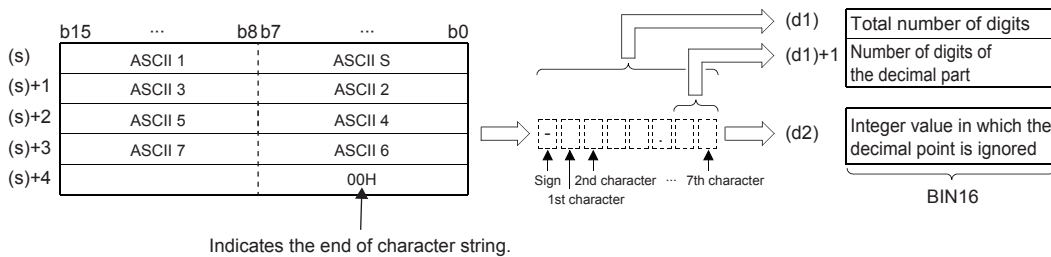 b15 ··· b8 b7 ··· b0
(s) ASCII 1 ASCII S
(s)+1 ASCII 3 ASCII 2
(s)+2 ASCII 5 ASCII 4
(s)+3 ASCII 7 ASCII 6
(s)+4 00H
Indicates the end of character string.
- .
Sign 2nd character ··· 7th character
1st character
(d1) Total number of digits
(d1)+1 Number of digits of
the decimal part
(d2) Integer value in which the
decimal point is ignored
BIN16